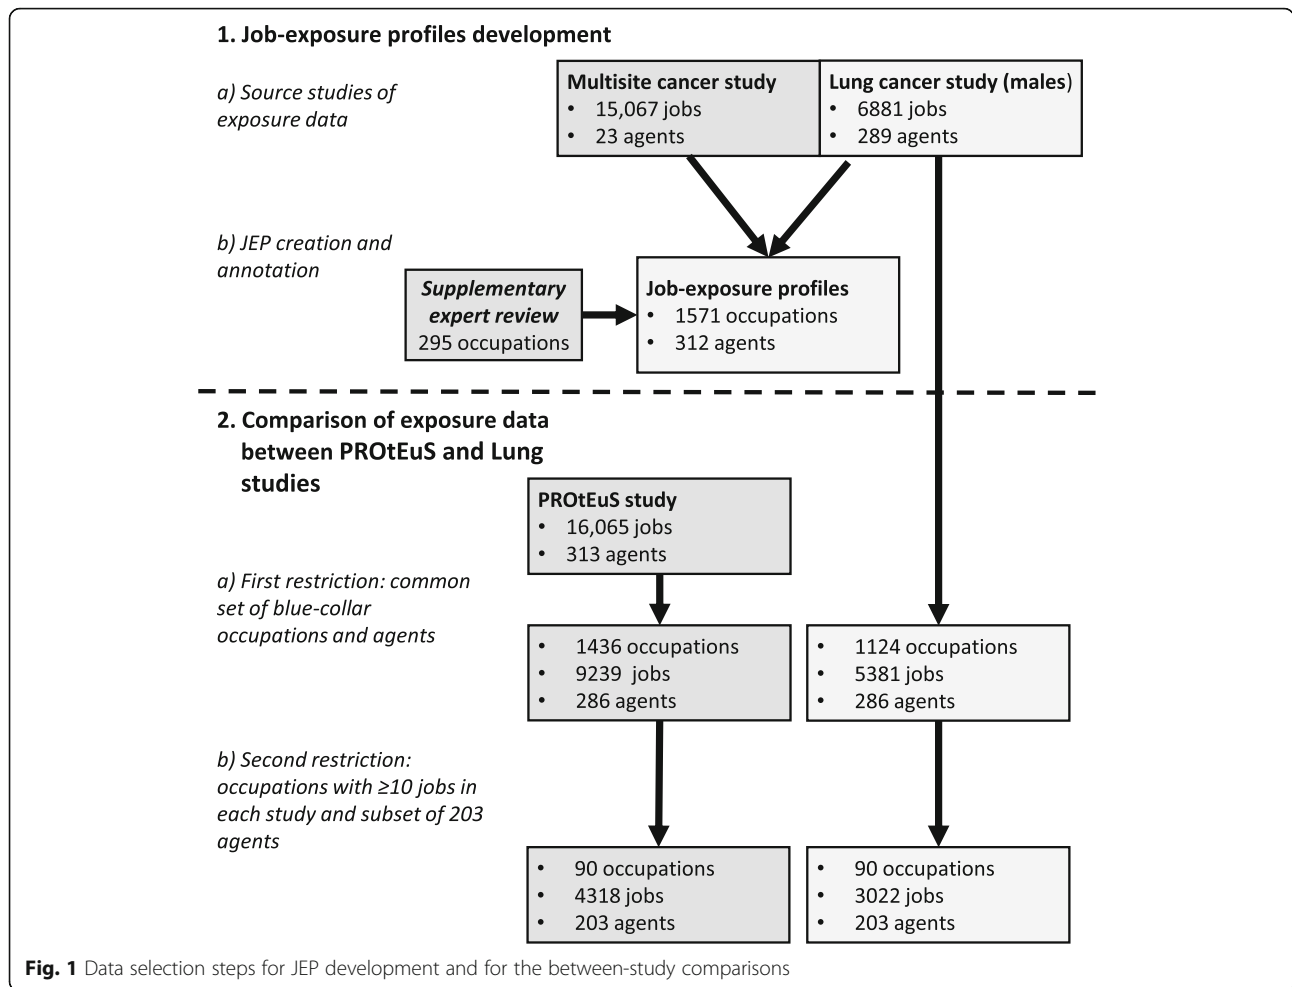 1. Job-exposure profiles development
a) Source studies of
exposure data
Multisite cancer study
• 15,067 jobs
• 23 agents
Lung cancer study (males)
• 6881 jobs
• 289 agents
b) JEP creation and
annotation
Supplementary
expert review
295 occupations
Job-exposure profiles
• 1571 occupations
• 312 agents
2. Comparison of exposure data
between PROtEuS and Lung
studies
PROtEuS study
• 16,065 jobs
• 313 agents
a) First restriction: common
set of blue-collar
occupations and agents
• 1436 occupations
• 9239 jobs
• 286 agents
• 1124 occupations
• 5381 jobs
• 286 agents
b) Second restriction:
occupations with ≥10 jobs in
each study and subset of 203
agents
• 90 occupations
• 4318 jobs
• 203 agents
• 90 occupations
• 3022 jobs
• 203 agents
Fig. 1 Data selection steps for JEP development and for the between-study comparisons